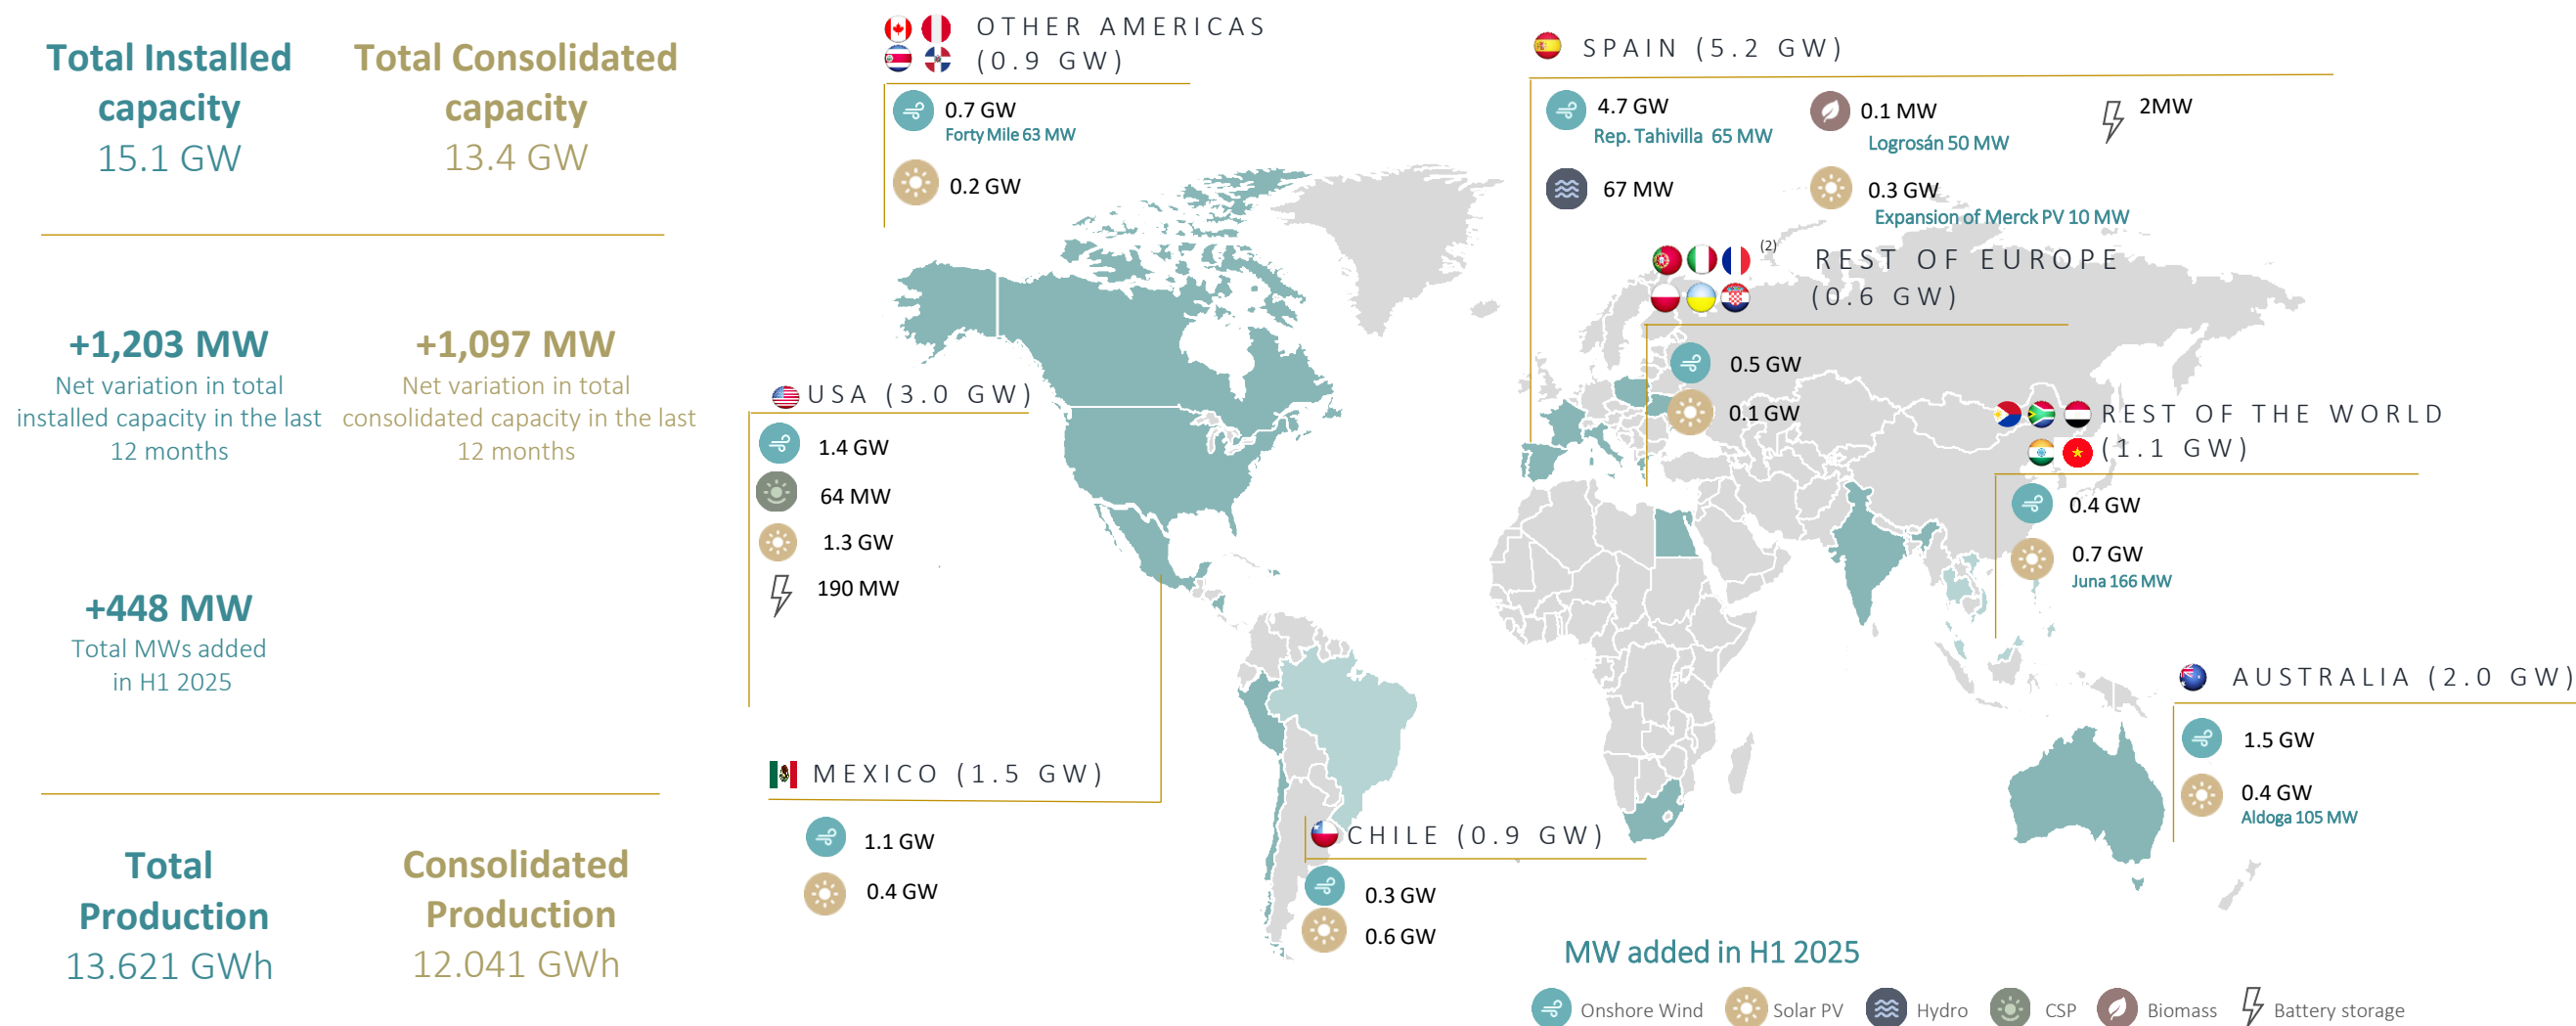 Total Installed
capacity
15.1 GW
Total Consolidated
capacity
13.4 GW
+1,203 MW
Net variation in total
installed capacity in the last
12 months
+1,097 MW
Net variation in total
consolidated capacity in the last
12 months
+448 MW
Total MWs added
in H1 2025
Total
Production
13.621 GWh
Consolidated
Production
12.041 GWh
OTHER AMERICAS
(0.9 GW)
0.7 GW
Forty Mile 63 MW
0.2 GW
USA (3.0 GW)
1.4 GW
64 MW
1.3 GW
190 MW
MEXICO (1.5 GW)
1.1 GW
0.4 GW
CHILE (0.9 GW)
0.3 GW
0.6 GW
SPAIN (5.2 GW)
4.7 GW
Rep. Tahivilla 65 MW
67 MW
0.1 MW
Logrosán 50 MW
0.3 GW
Expansion of Merck PV 10 MW
2MW
(2)
REST OF EUROPE
(0.6 GW)
0.5 GW
0.1 GW
REST OF THE WORLD
(1.1 GW)
0.4 GW
0.7 GW
Juna 166 MW
AUSTRALIA (2.0 GW)
1.5 GW
0.4 GW
Aldoga 105 MW
MW added in H1 2025
Onshore Wind
Solar PV
Hydro
CSP
Biomass
Battery storage